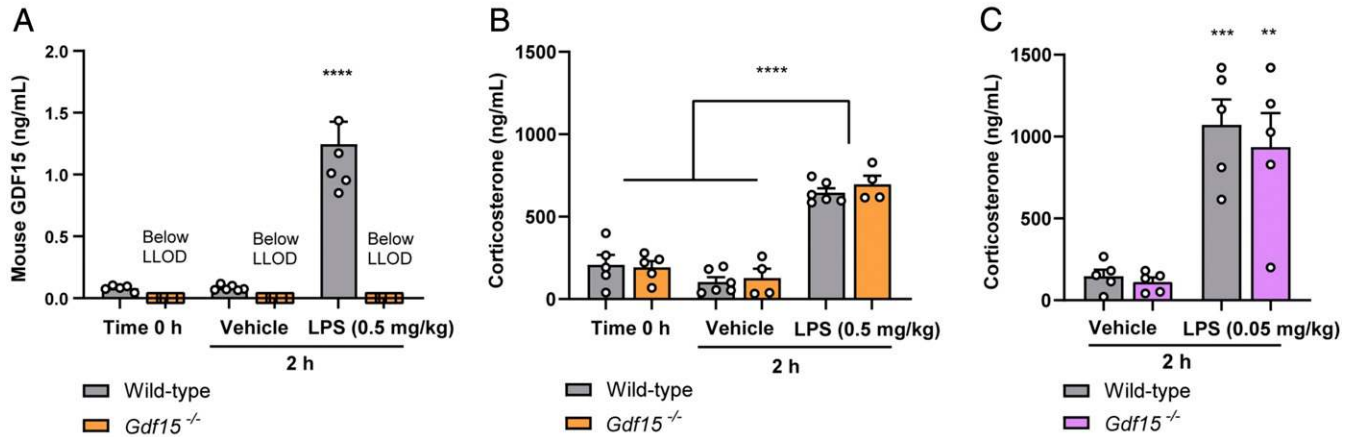 A
Mouse GDF15 (ng/mL)
2.0
1.5
1.0
0.5
0.0
****
Below
LLOD
Below
LLOD
Below
LLOD
Time 0 h
Vehicle
LPS (0.5 mg/kg)
2 h
Wild-type
Gdf15 -/-
B
Corticosterone (ng/mL)
1500
1000
500
0
****
Time 0 h
Vehicle
LPS (0.5 mg/kg)
2 h
Wild-type
Gdf15 -/-
C
Corticosterone (ng/mL)
1500
1000
500
0
***
**
Vehicle
LPS (0.05 mg/kg)
2 h
Wild-type
Gdf15 -/-